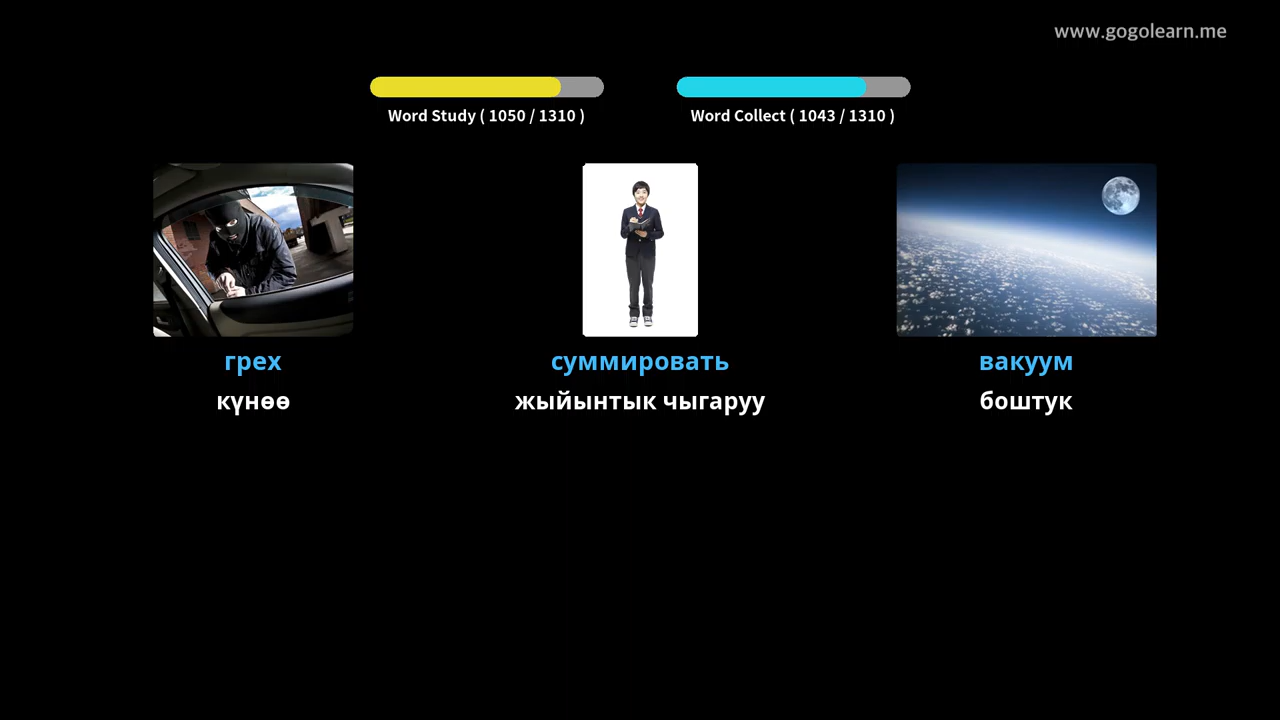 www.gogolearn.me
Word Study ( 1050 / 1310 )
Word Collect ( 1043 / 1310 )
грех
суммировать
вакуум
күнөө
жыйынтык чыгаруу
боштук